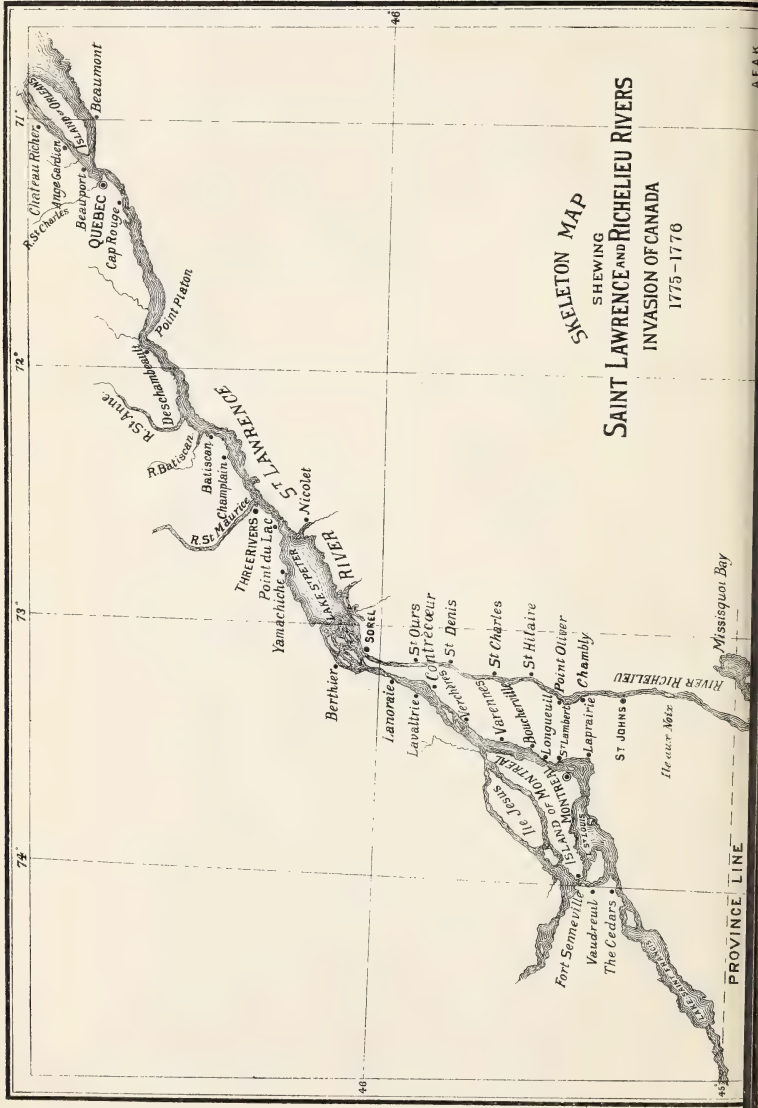 SKELETON MAP
SHEWING
SAINT LAWRENCE AND RICHELIEU RIVERS
INVASION OF CANADA
1775-1776
71°
72°
73°
74°
46
46
45
Chateau Richer
Ange Gardien
ISLAND OF ORLEANS
Beaumont
Beauport
R. St Charles
QUEBEC
Cap Rouge
Point Platon
Deschambeault
R. St Anne
R. Batiscan
Batiscan
Champlain
R. St Maurice
THREE RIVERS
Point du Lac
Yamachiche
LAKE ST PETER
ST LAWRENCE
RIVER
Nicolet
Berthier
SOREL
Lanoraie
Lavaltrie
St Ours
Contrecœur
St Denis
Verchères
St Charles
Varennes
St Hilaire
Boucherville
Point Oliver
Longueuil
St Lambert
Chambly
Laprairie
ST JOHNS
RIVER RICHELIEU
Ile aux Noix
Missisquoi Bay
Ile Jesus
ISLAND OF MONTREAL
MONTREAL
ST LOUIS
Fort Senneville
Vaudreuil
The Cedars
LAKE SAINT FRANCIS
PROVINCE LINE